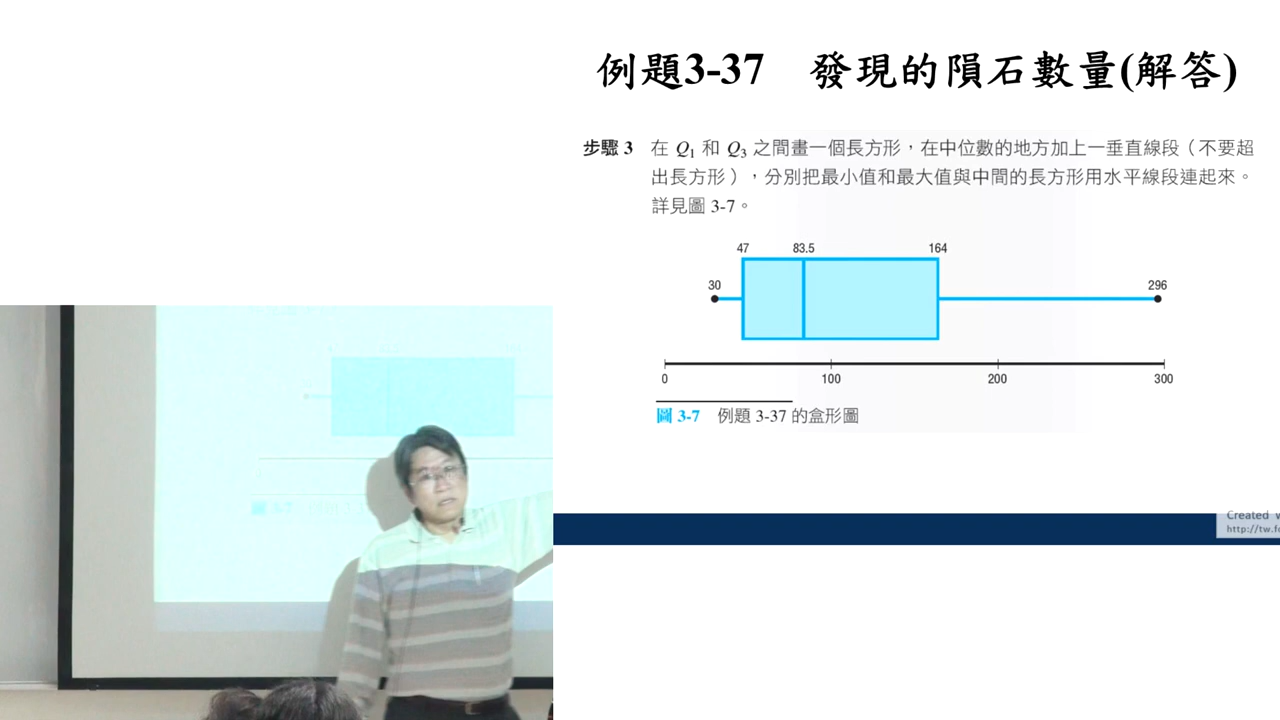 例題3-37 發現的隕石數量(解答)
步驟 3 在 Q1 和 Q3 之間畫一個長方形，在中位數的地方加上一垂直線段（不要超
出長方形），分別把最小值和最大值與中間的長方形用水平線段連起來。
詳見圖 3-7。
47 83.5 164
30 296
0 100 200 300
圖 3-7 例題 3-37 的盒形圖
Created
http://tw.fo